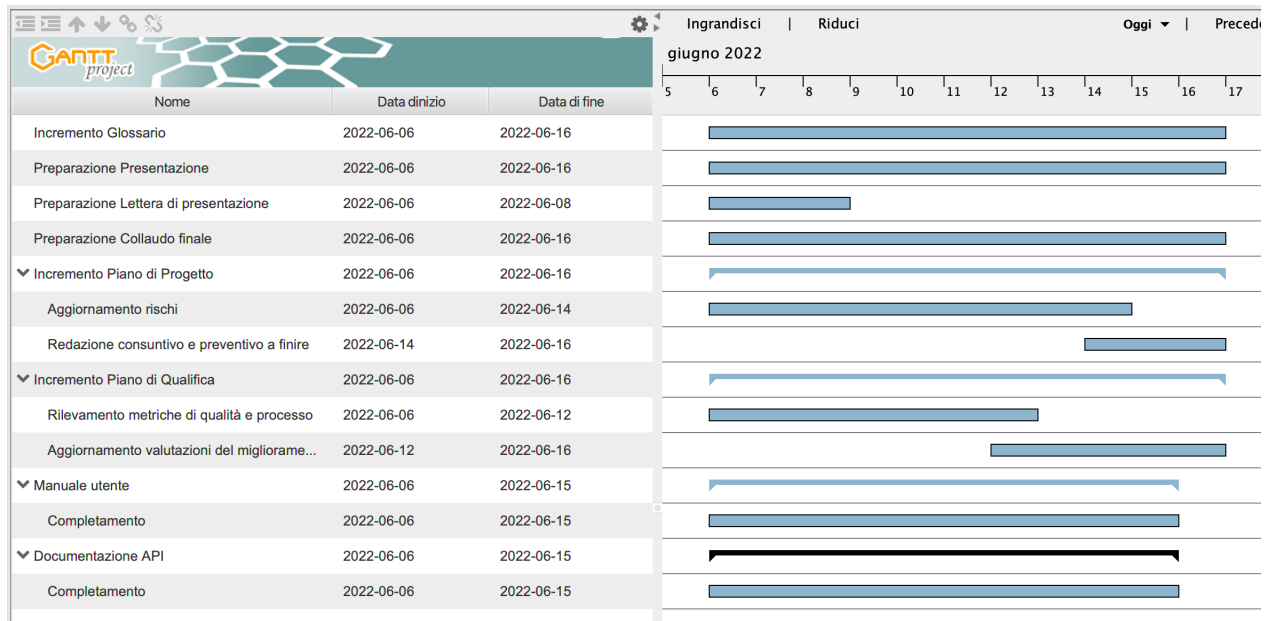 Ingrandisci | Riduci Oggi | Precede
GANTT project
giugno 2022
5 6 7 8 9 10 11 12 13 14 15 16 17
Nome Data dinizio Data di fine
Incremento Glossario 2022-06-06 2022-06-16
Preparazione Presentazione 2022-06-06 2022-06-16
Preparazione Lettera di presentazione 2022-06-06 2022-06-08
Preparazione Collaudo finale 2022-06-06 2022-06-16
Incremento Piano di Progetto 2022-06-06 2022-06-16
Aggiornamento rischi 2022-06-06 2022-06-14
Redazione consuntivo e preventivo a finire 2022-06-14 2022-06-16
Incremento Piano di Qualifica 2022-06-06 2022-06-16
Rilevamento metriche di qualità e processo 2022-06-06 2022-06-12
Aggiornamento valutazioni del migliorame... 2022-06-12 2022-06-16
Manuale utente 2022-06-06 2022-06-15
Completamento 2022-06-06 2022-06-15
Documentazione API 2022-06-06 2022-06-15
Completamento 2022-06-06 2022-06-15